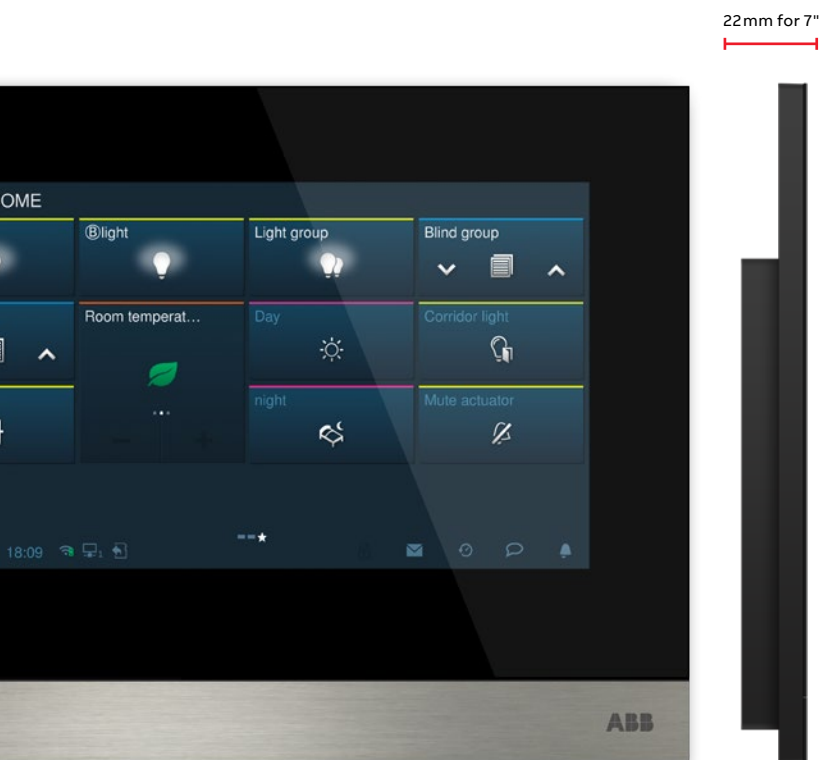 22mm for 7"
OME
Ⓑlight
Light group
Blind group
Room temperat...
Day
Corridor light
night
Mute actuator
18:09
1
ABB